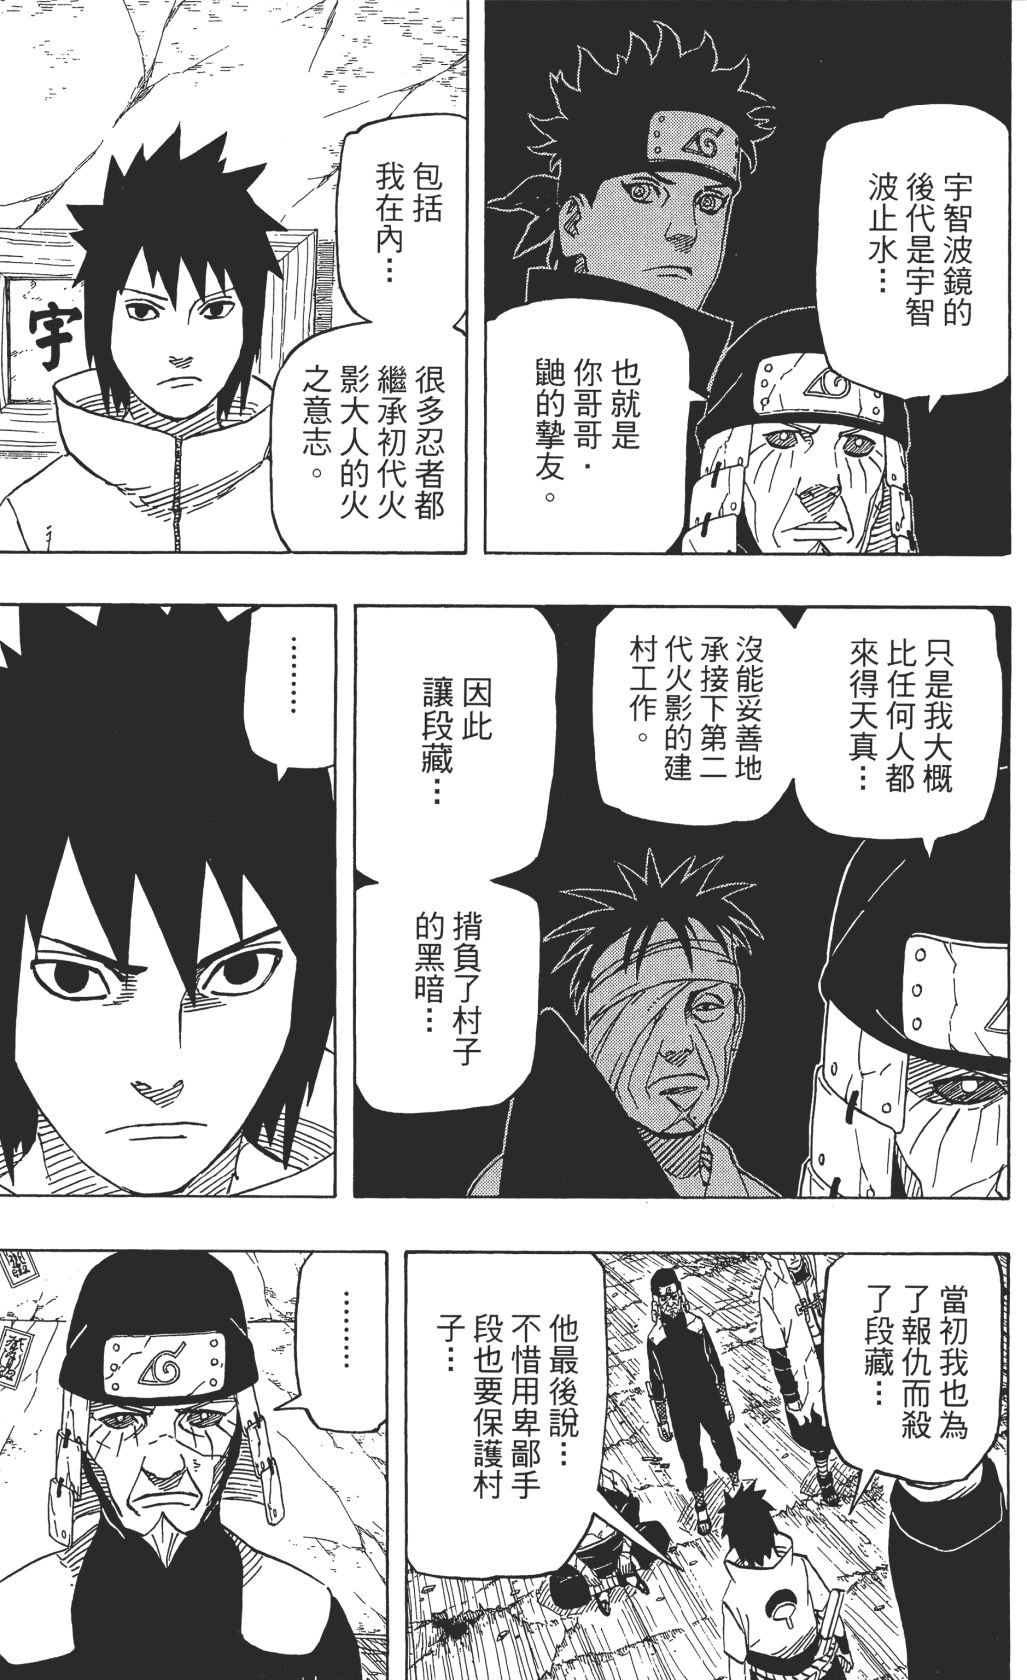 宇智波鏡的
後代是宇智
波止水⋯
也就是
你哥哥·
鼬的摯友。
包括
我在內⋯
很多忍者都
繼承初代火
影大人的火
之意志。
宇
只是我大概
比任何人都
來得天真⋯
沒能妥善地
承接下第二
代火影的建
村工作。
因此
讓段藏⋯
揹負了村子
的黑暗⋯
⋯⋯⋯
當初我也為
了報仇而殺
了段藏⋯
他最後說⋯
不惜用卑鄙手
段也要保護村
子⋯
⋯⋯⋯